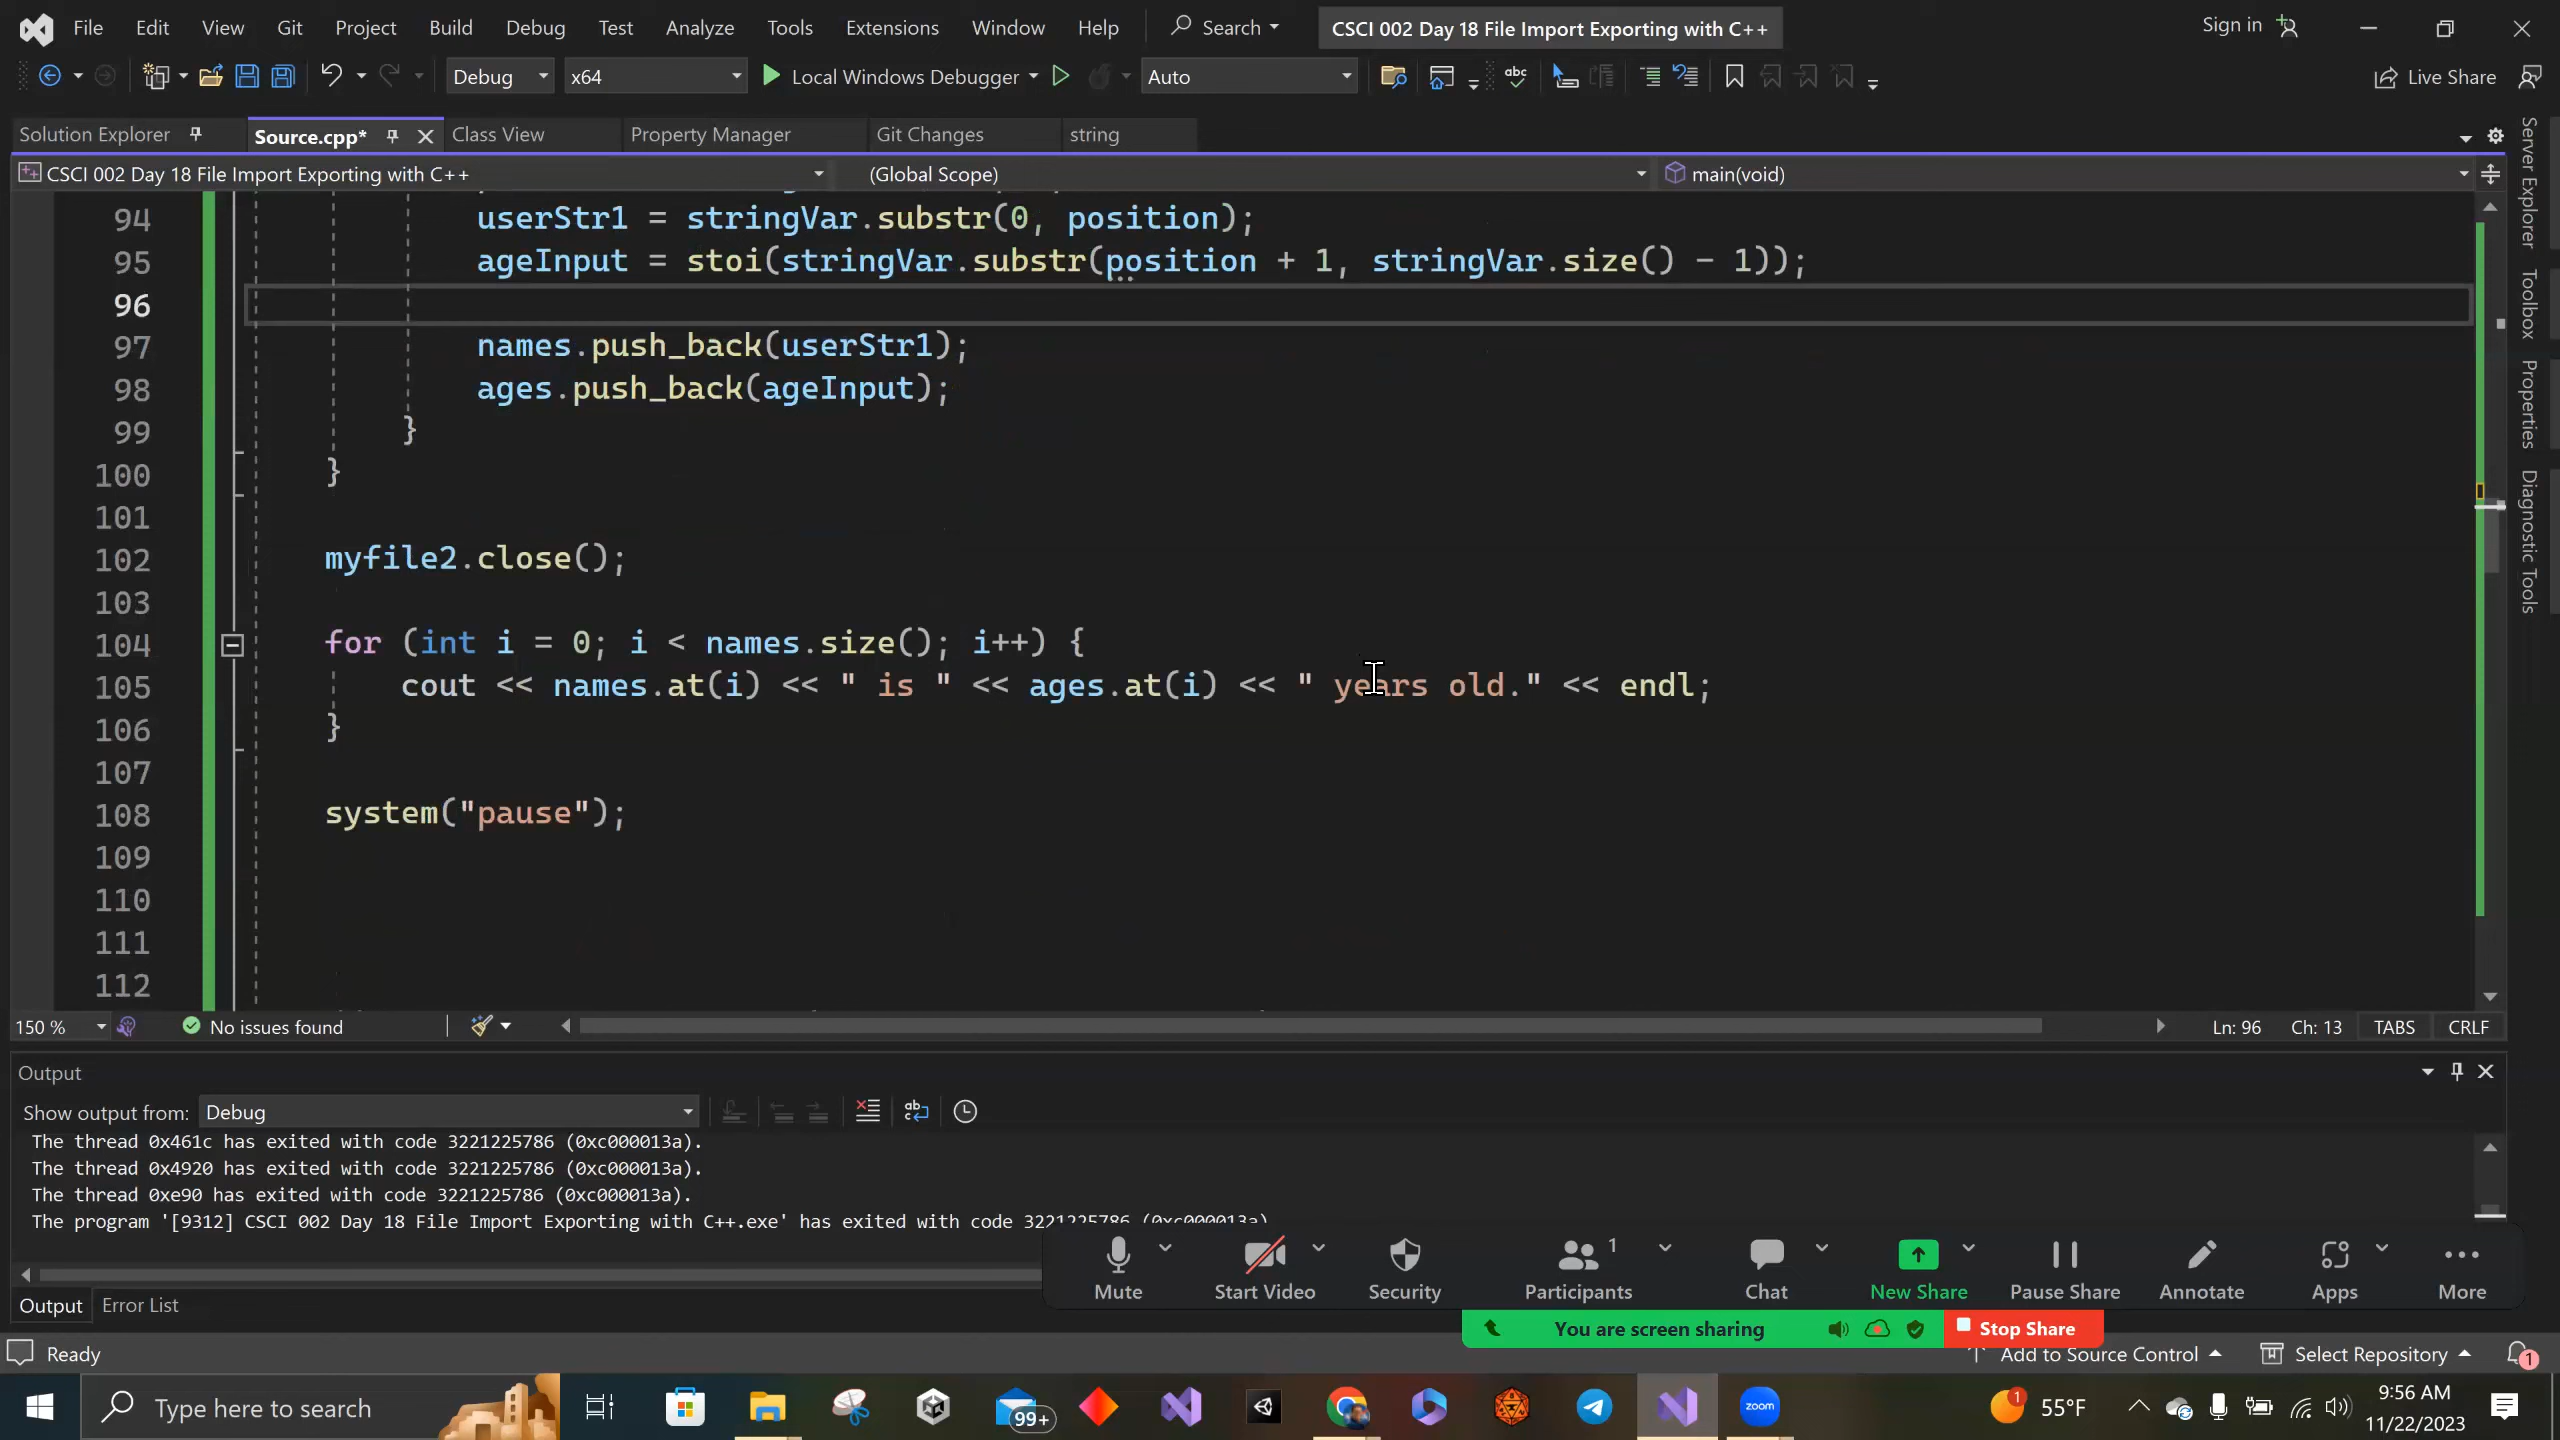 File Edit View Git Project Build Debug Test Analyze Tools Extensions Window Help Search CSCI 002 Day 18 File Import Exporting with C++ Sign in
Debug x64 Local Windows Debugger Auto Live Share
Solution Explorer Source.cpp* Class View Property Manager Git Changes string
CSCI 002 Day 18 File Import Exporting with C++ (Global Scope) main(void)
94 userStr1 = stringVar.substr(0, position);
95 ageInput = stoi(stringVar.substr(position + 1, stringVar.size() - 1));
96
97 names.push_back(userStr1);
98 ages.push_back(ageInput);
99 }
100 }
101
102 myfile2.close();
103
104 for (int i = 0; i < names.size(); i++) {
105 cout << names.at(i) << " is " << ages.at(i) << " years old." << endl;
106 }
107
108 system("pause");
109
110
111
112
Server Explorer
Toolbox
Properties
Diagnostic Tools
150 % No issues found Ln: 96 Ch: 13 TABS CRLF
Output
Show output from: Debug
The thread 0x461c has exited with code 3221225786 (0xc000013a).
The thread 0x4920 has exited with code 3221225786 (0xc000013a).
The thread 0xe90 has exited with code 3221225786 (0xc000013a).
The program '[9312] CSCI 002 Day 18 File Import Exporting with C++.exe' has exited with code 3221225786 (0xc000013a)
Output Error List
Mute Start Video Security Participants 1 Chat New Share Pause Share Annotate Apps More
You are screen sharing Stop Share
Ready Add to Source Control Select Repository 1
Type here to search 99+ zoom 1 55°F 9:56 AM
11/22/2023